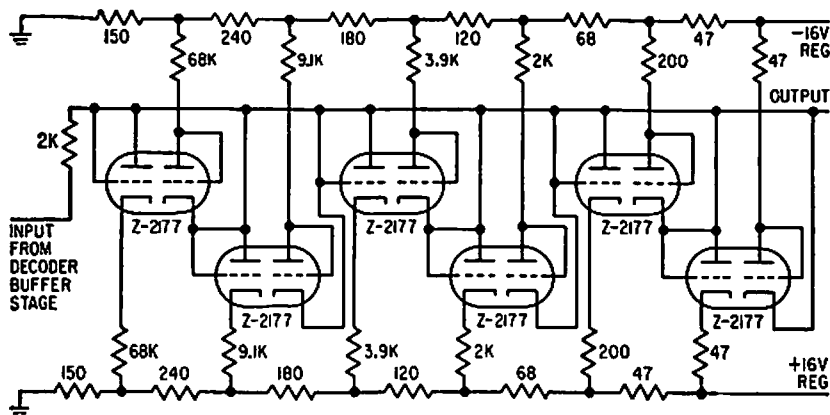 150 240 180 120 68 47
-16V
REG
68K 9.1K 3.9K 2K 200 47
OUTPUT
2K
Z-2177 Z-2177 Z-2177
INPUT
FROM
DECODER
BUFFER
STAGE
Z-2177 Z-2177 Z-2177
68K 9.1K 3.9K 2K 200 47
150 240 180 120 68 47
+16V
REG